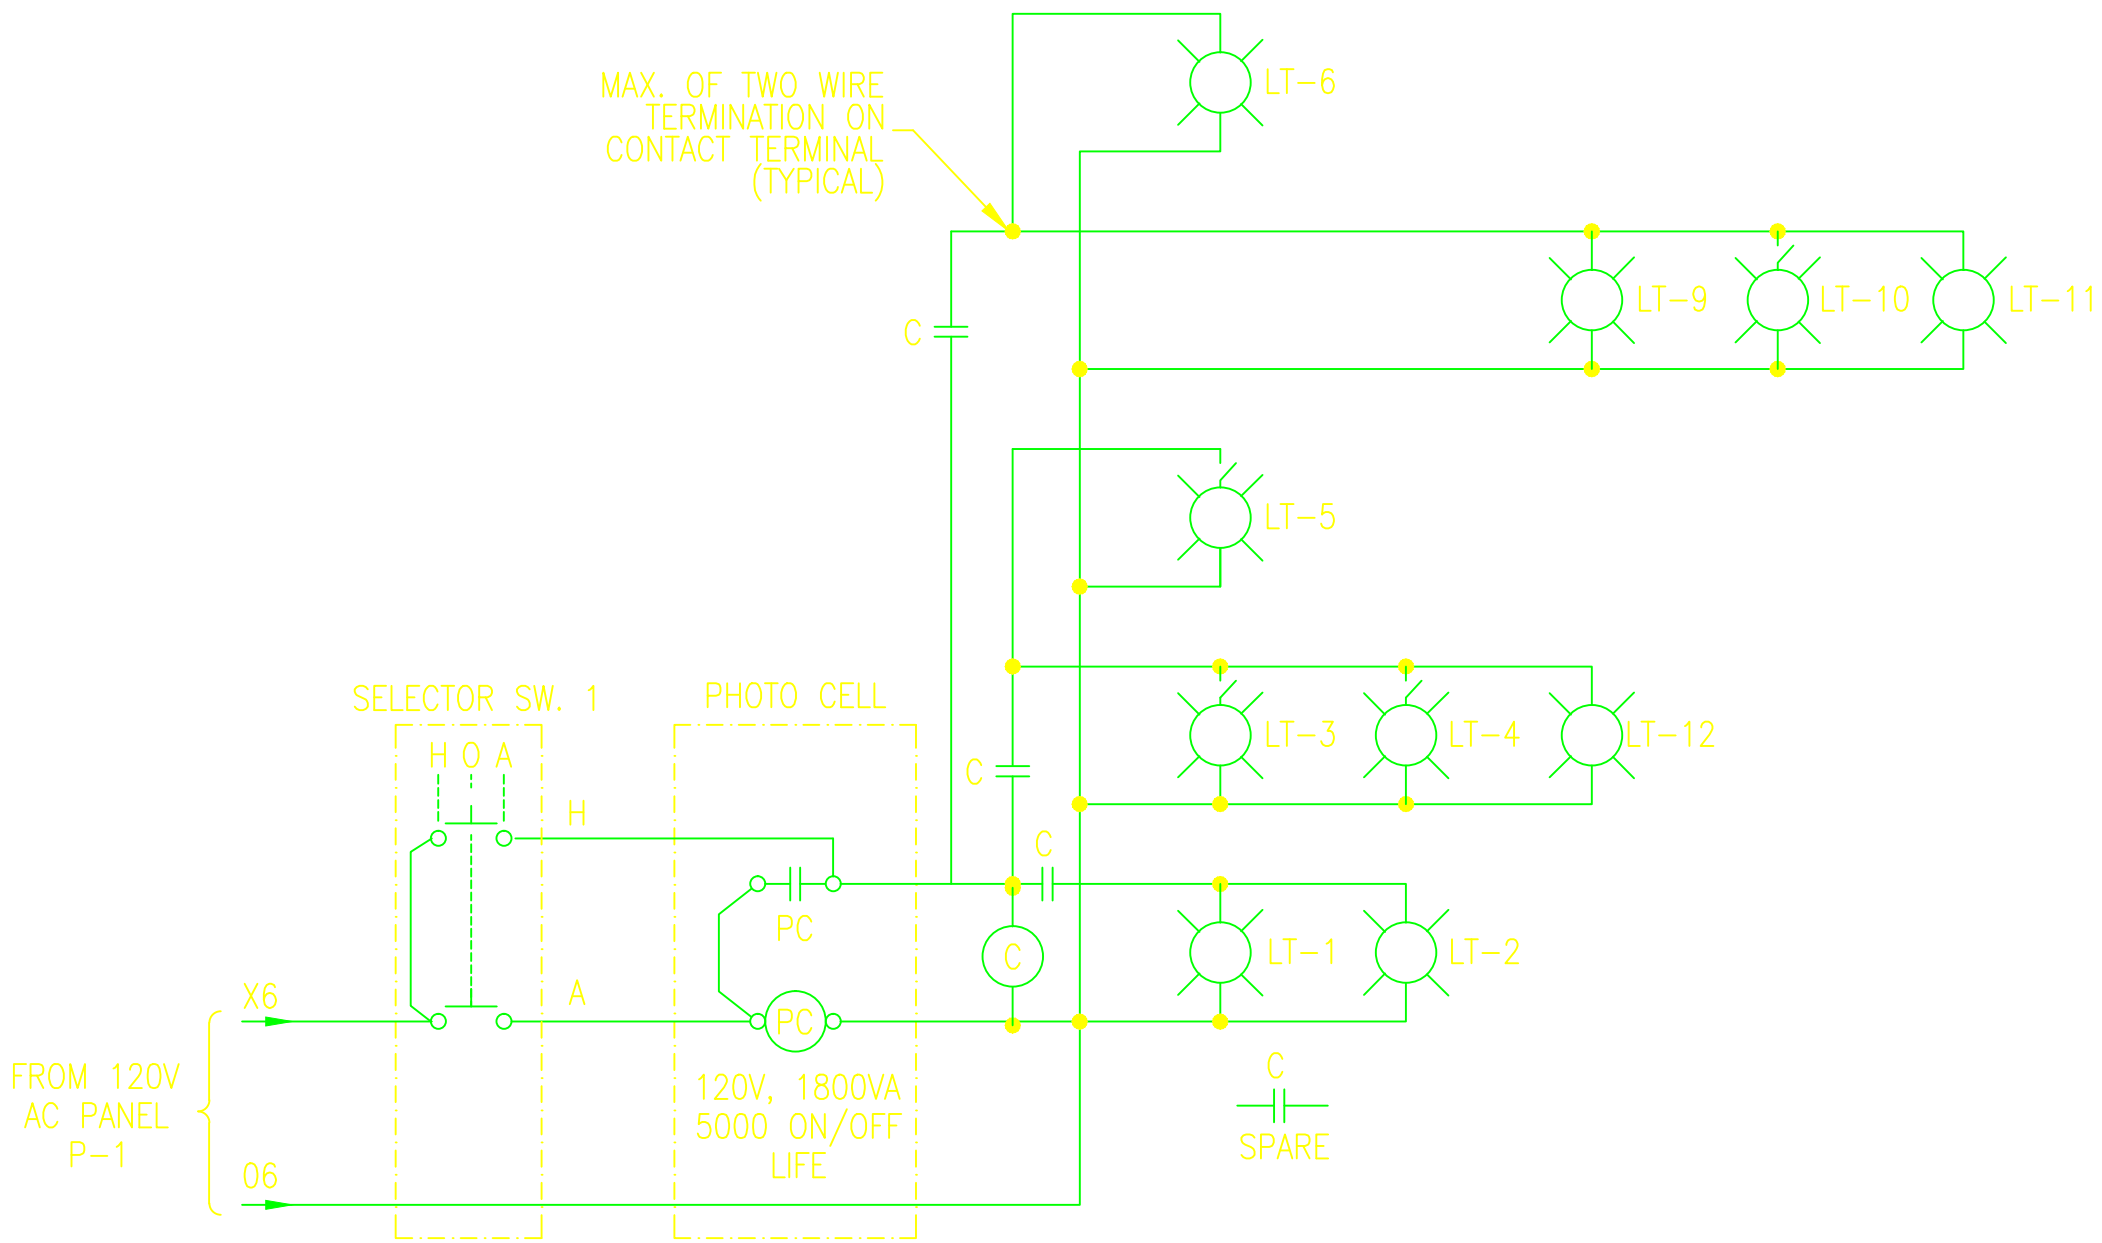 LT-6
MAX. OF TWO WIRE
TERMINATION ON
CONTACT TERMINAL
(TYPICAL)
LT-9
LT-10
LT-11
C
LT-5
SELECTOR SW. 1
PHOTO CELL
LT-3
LT-4
LT-12
H O A
C
H
C
PC
C
LT-1
LT-2
X6
A
PC
FROM 120V
AC PANEL
P-1
120V, 1800VA
5000 ON/OFF
LIFE
C
SPARE
06